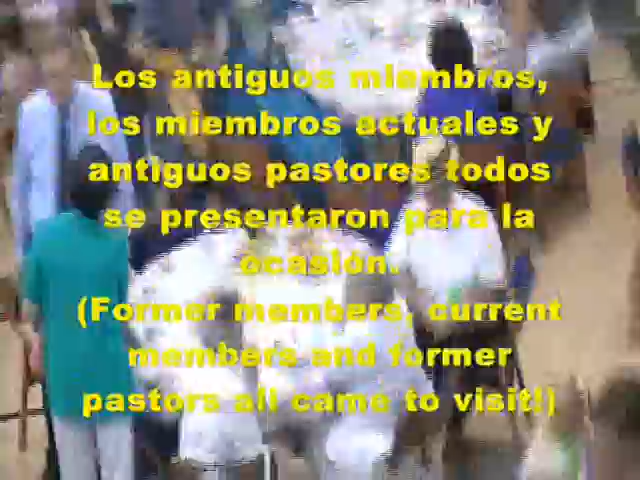 Los antiguos miembros,
los miembros actuales y
antiguos pastores todos
se presentaron para la
ocasión.
(Former members, current
members and former
pastors all came to visit!)